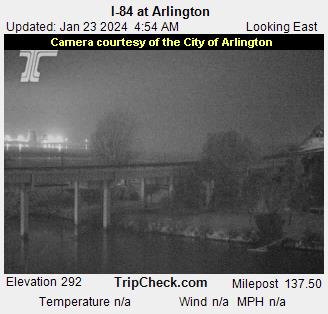 I-84 at Arlington
Updated: Jan 23 2024 4:54 AM Looking East
Camera courtesy of the City of Arlington
Elevation 292 TripCheck.com Milepost 137.50
Temperature n/a Wind n/a MPH n/a